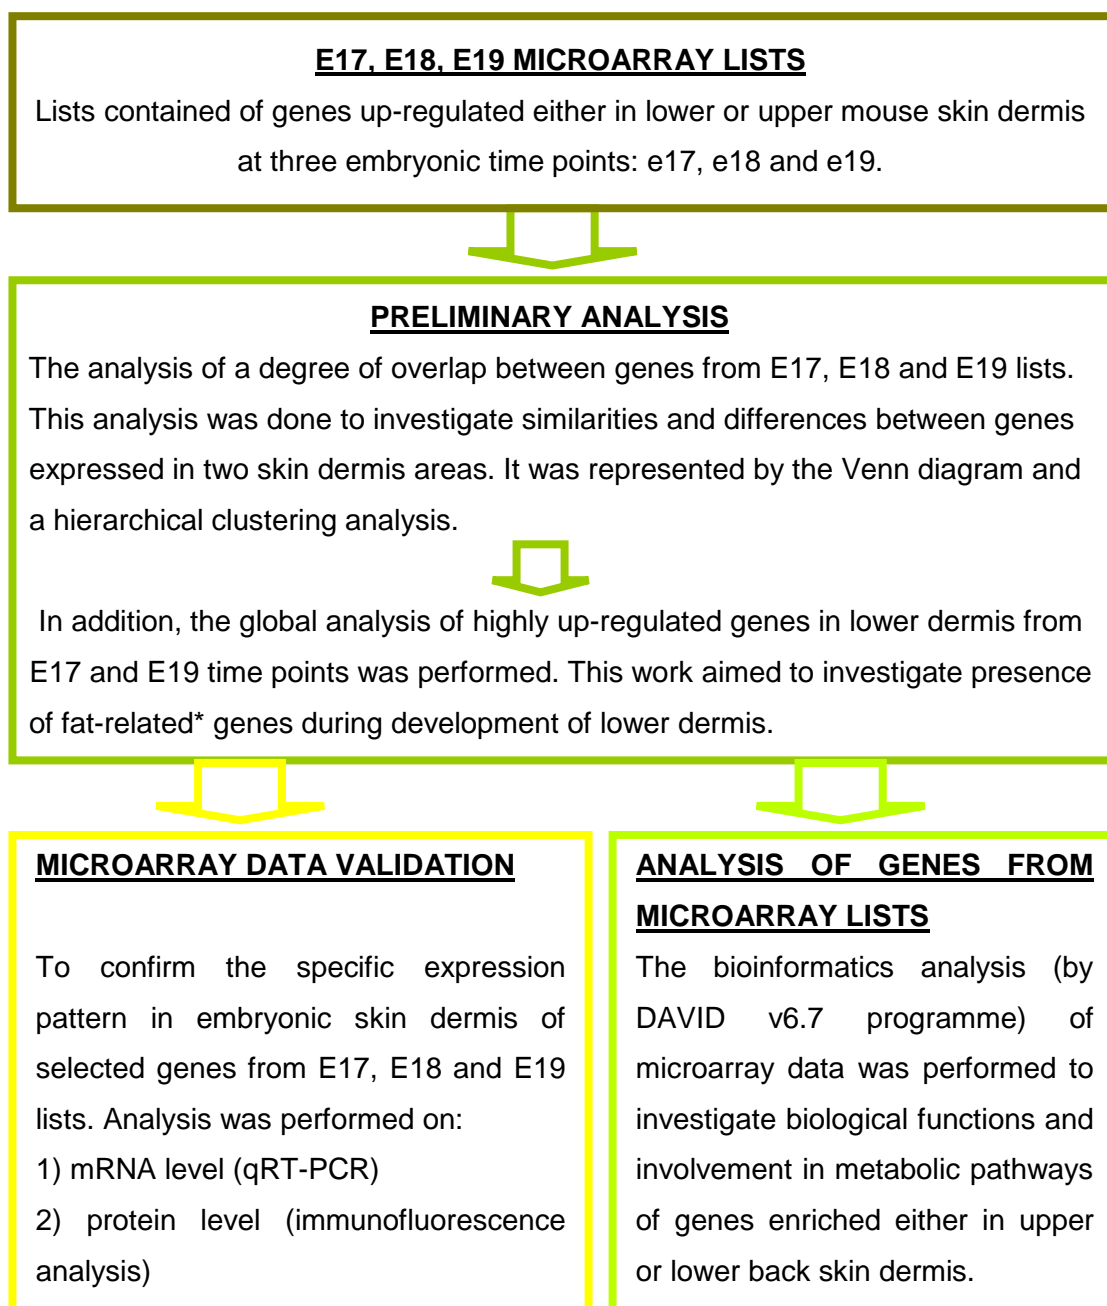 E17, E18, E19 MICROARRAY LISTS
Lists contained of genes up-regulated either in lower or upper mouse skin dermis
at three embryonic time points: e17, e18 and e19.
PRELIMINARY ANALYSIS
The analysis of a degree of overlap between genes from E17, E18 and E19 lists.
This analysis was done to investigate similarities and differences between genes
expressed in two skin dermis areas. It was represented by the Venn diagram and
a hierarchical clustering analysis.
In addition, the global analysis of highly up-regulated genes in lower dermis from
E17 and E19 time points was performed. This work aimed to investigate presence
of fat-related* genes during development of lower dermis.
MICROARRAY DATA VALIDATION
To confirm the specific expression
pattern in embryonic skin dermis of
selected genes from E17, E18 and E19
lists. Analysis was performed on:
1) mRNA level (qRT-PCR)
2) protein level (immunofluorescence
analysis)
ANALYSIS OF GENES FROM
MICROARRAY LISTS
The bioinformatics analysis (by
DAVID v6.7 programme) of
microarray data was performed to
investigate biological functions and
involvement in metabolic pathways
of genes enriched either in upper
or lower back skin dermis.